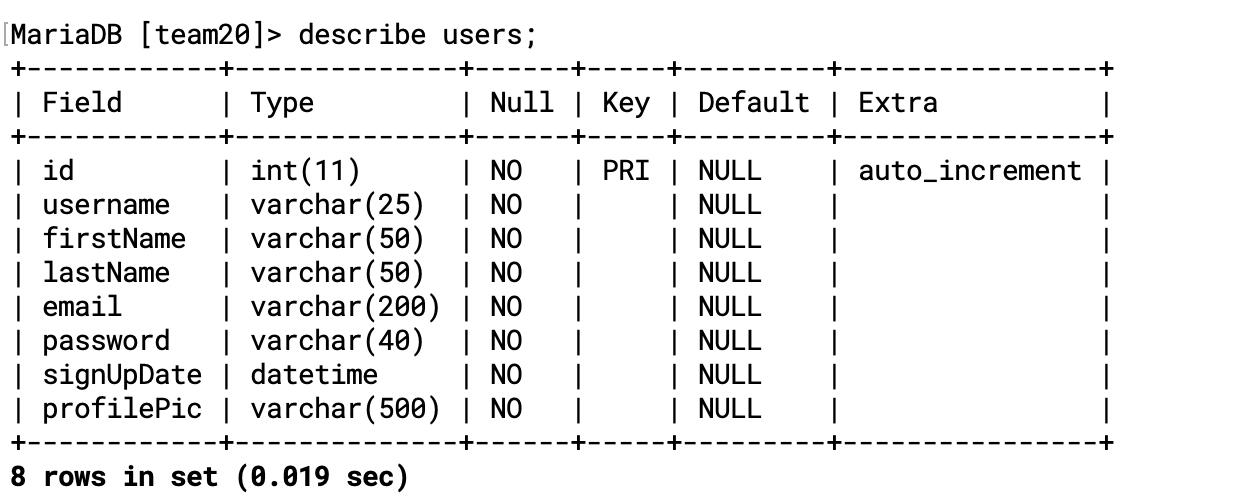 MariaDB [team20]> describe users;
+------------+--------------+------+-----+---------+----------------+
| Field      | Type         | Null | Key | Default | Extra          |
+------------+--------------+------+-----+---------+----------------+
| id         | int(11)      | NO   | PRI | NULL    | auto_increment |
| username   | varchar(25)  | NO   |     | NULL    |                |
| firstName  | varchar(50)  | NO   |     | NULL    |                |
| lastName   | varchar(50)  | NO   |     | NULL    |                |
| email      | varchar(200) | NO   |     | NULL    |                |
| password   | varchar(40)  | NO   |     | NULL    |                |
| signUpDate | datetime     | NO   |     | NULL    |                |
| profilePic | varchar(500) | NO   |     | NULL    |                |
+------------+--------------+------+-----+---------+----------------+
8 rows in set (0.019 sec)